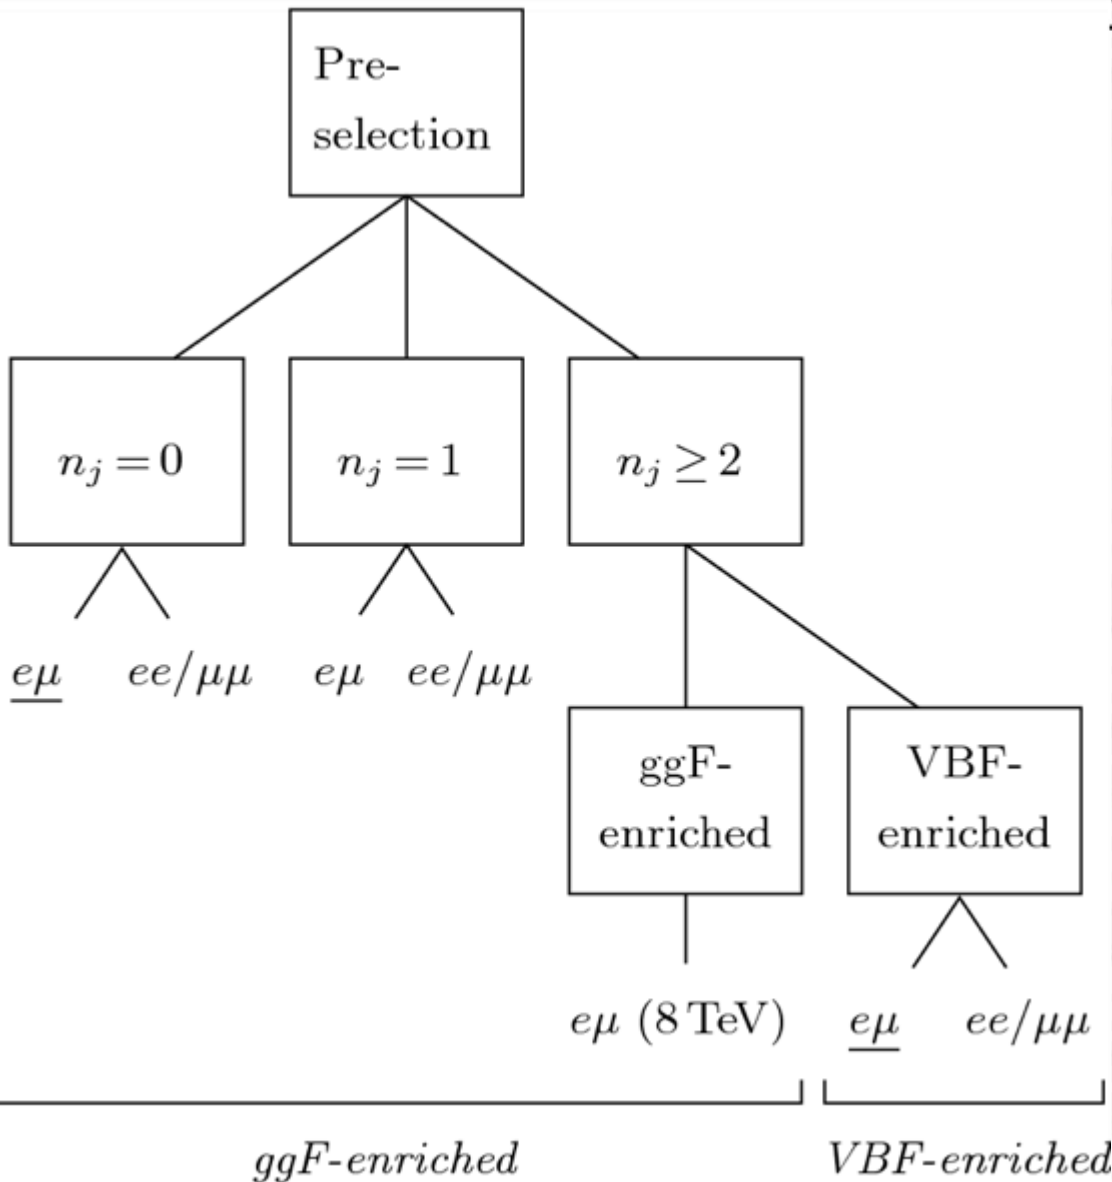 Pre-
selection
n_j = 0
n_j = 1
n_j ≥ 2
eμ
ee/μμ
eμ
ee/μμ
ggF-
enriched
VBF-
enriched
eμ (8 TeV)
eμ
ee/μμ
ggF-enriched
VBF-enriched